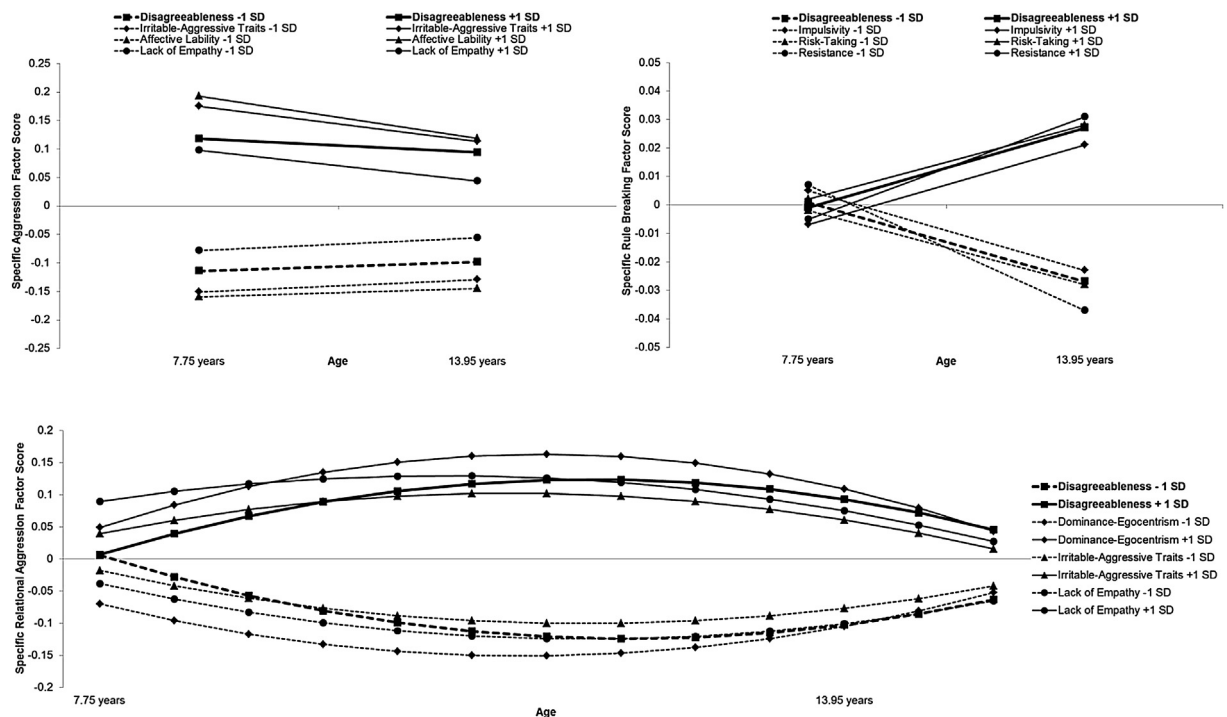 Disagreeableness -1 SD
Disagreeableness +1 SD
Irritable-Aggressive Traits -1 SD
Irritable-Aggressive Traits +1 SD
Affective Lability -1 SD
Affective Lability +1 SD
Lack of Empathy -1 SD
Lack of Empathy +1 SD
Specific Aggression Factor Score
0.25
0.2
0.15
0.1
0.05
0
-0.05
-0.1
-0.15
-0.2
-0.25
7.75 years
Age
13.95 years
Disagreeableness -1 SD
Disagreeableness +1 SD
Impulsivity -1 SD
Impulsivity +1 SD
Risk-Taking -1 SD
Risk-Taking +1 SD
Resistance -1 SD
Resistance +1 SD
Specific Rule Breaking Factor Score
0.05
0.04
0.03
0.02
0.01
0
-0.01
-0.02
-0.03
-0.04
-0.05
7.75 years
Age
13.95 years
Specific Relational Aggression Factor Score
0.2
0.15
0.1
0.05
0
-0.05
-0.1
-0.15
-0.2
7.75 years
13.95 years
Age
Disagreeableness - 1 SD
Disagreeableness + 1 SD
Dominance-Egocentrism -1 SD
Dominance-Egocentrism +1 SD
Irritable-Aggressive Traits -1 SD
Irritable-Aggressive Traits +1 SD
Lack of Empathy -1 SD
Lack of Empathy +1 SD